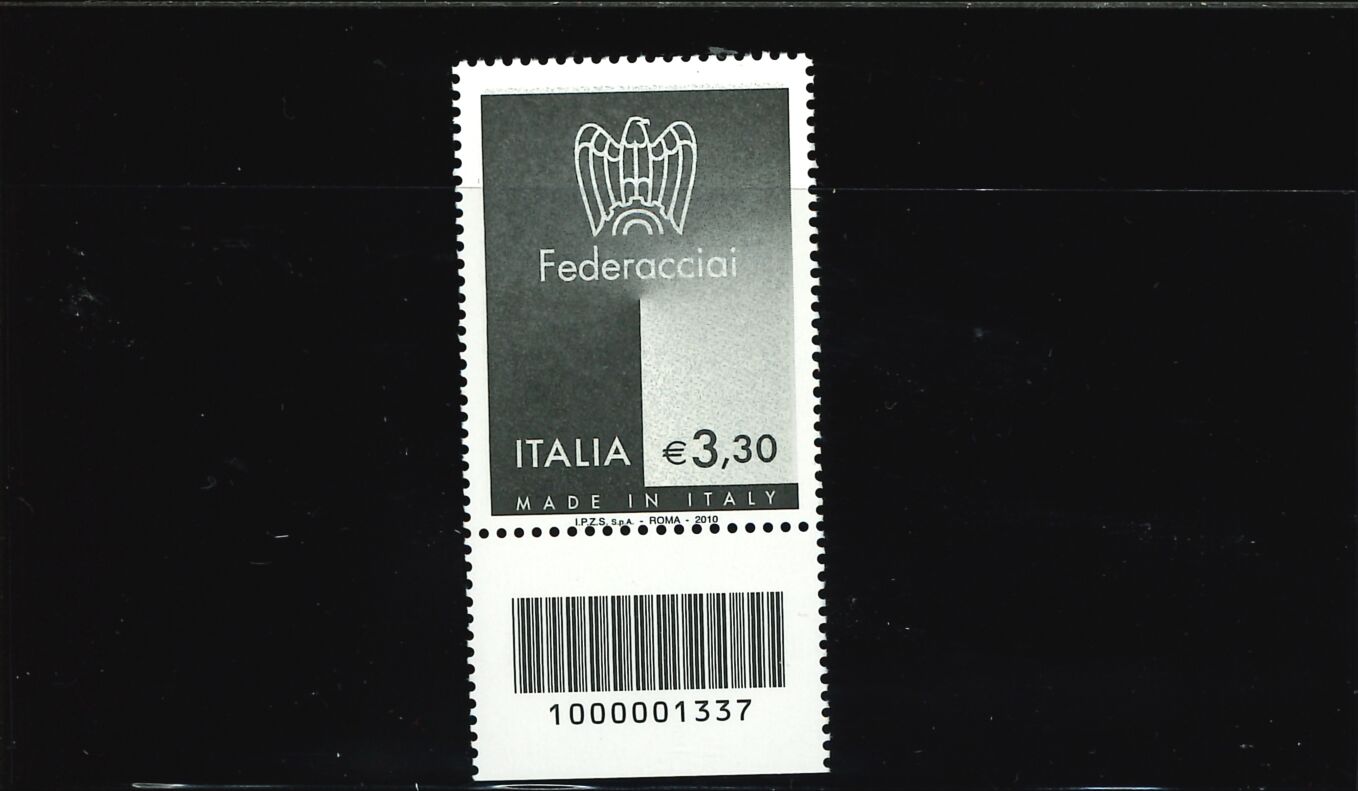 Federacciai
ITALIA €3,30
MADE IN ITALY
I.P.Z.S. S.p.A. - ROMA - 2010
1000001337